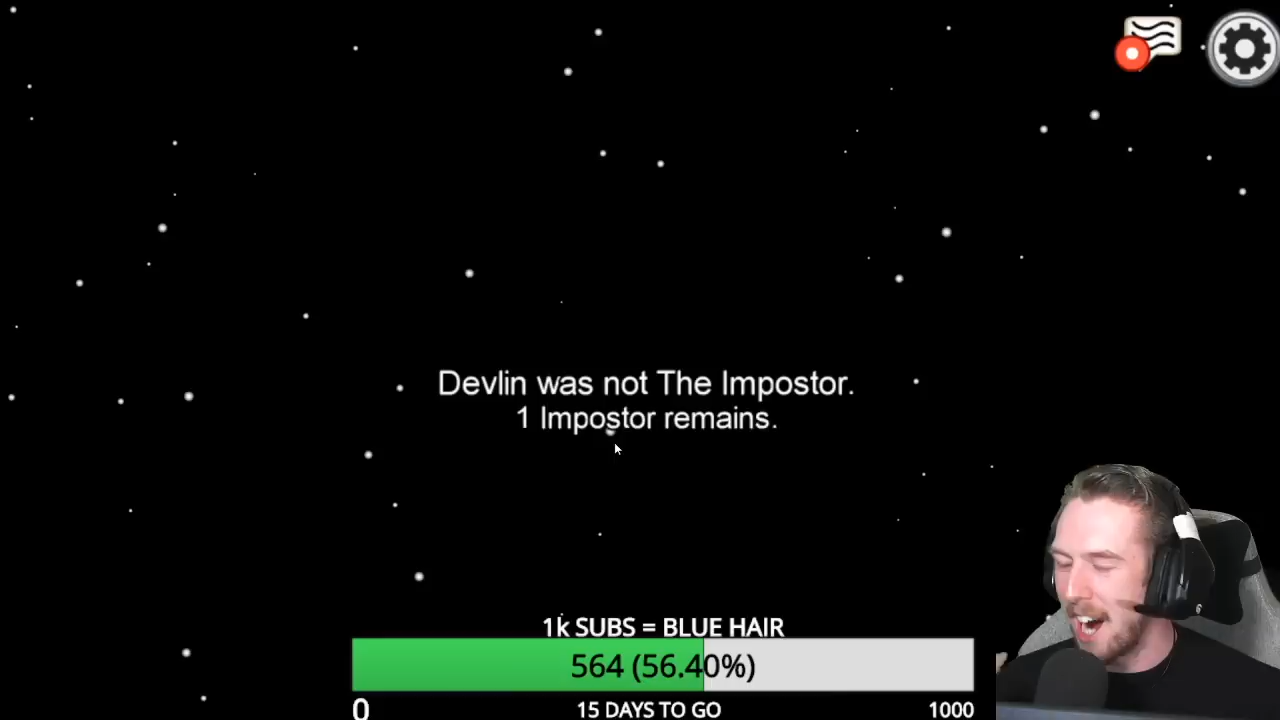 Devlin was not The Impostor.
1 Impostor remains.
1k SUBS = BLUE HAIR
564 (56.40%)
0
15 DAYS TO GO
1000